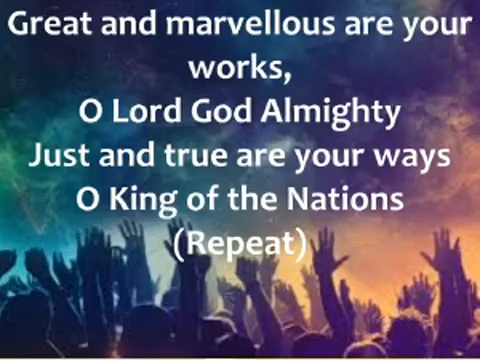 Great and marvellous are your
works,
O Lord God Almighty
Just and true are your ways
O King of the Nations
(Repeat)